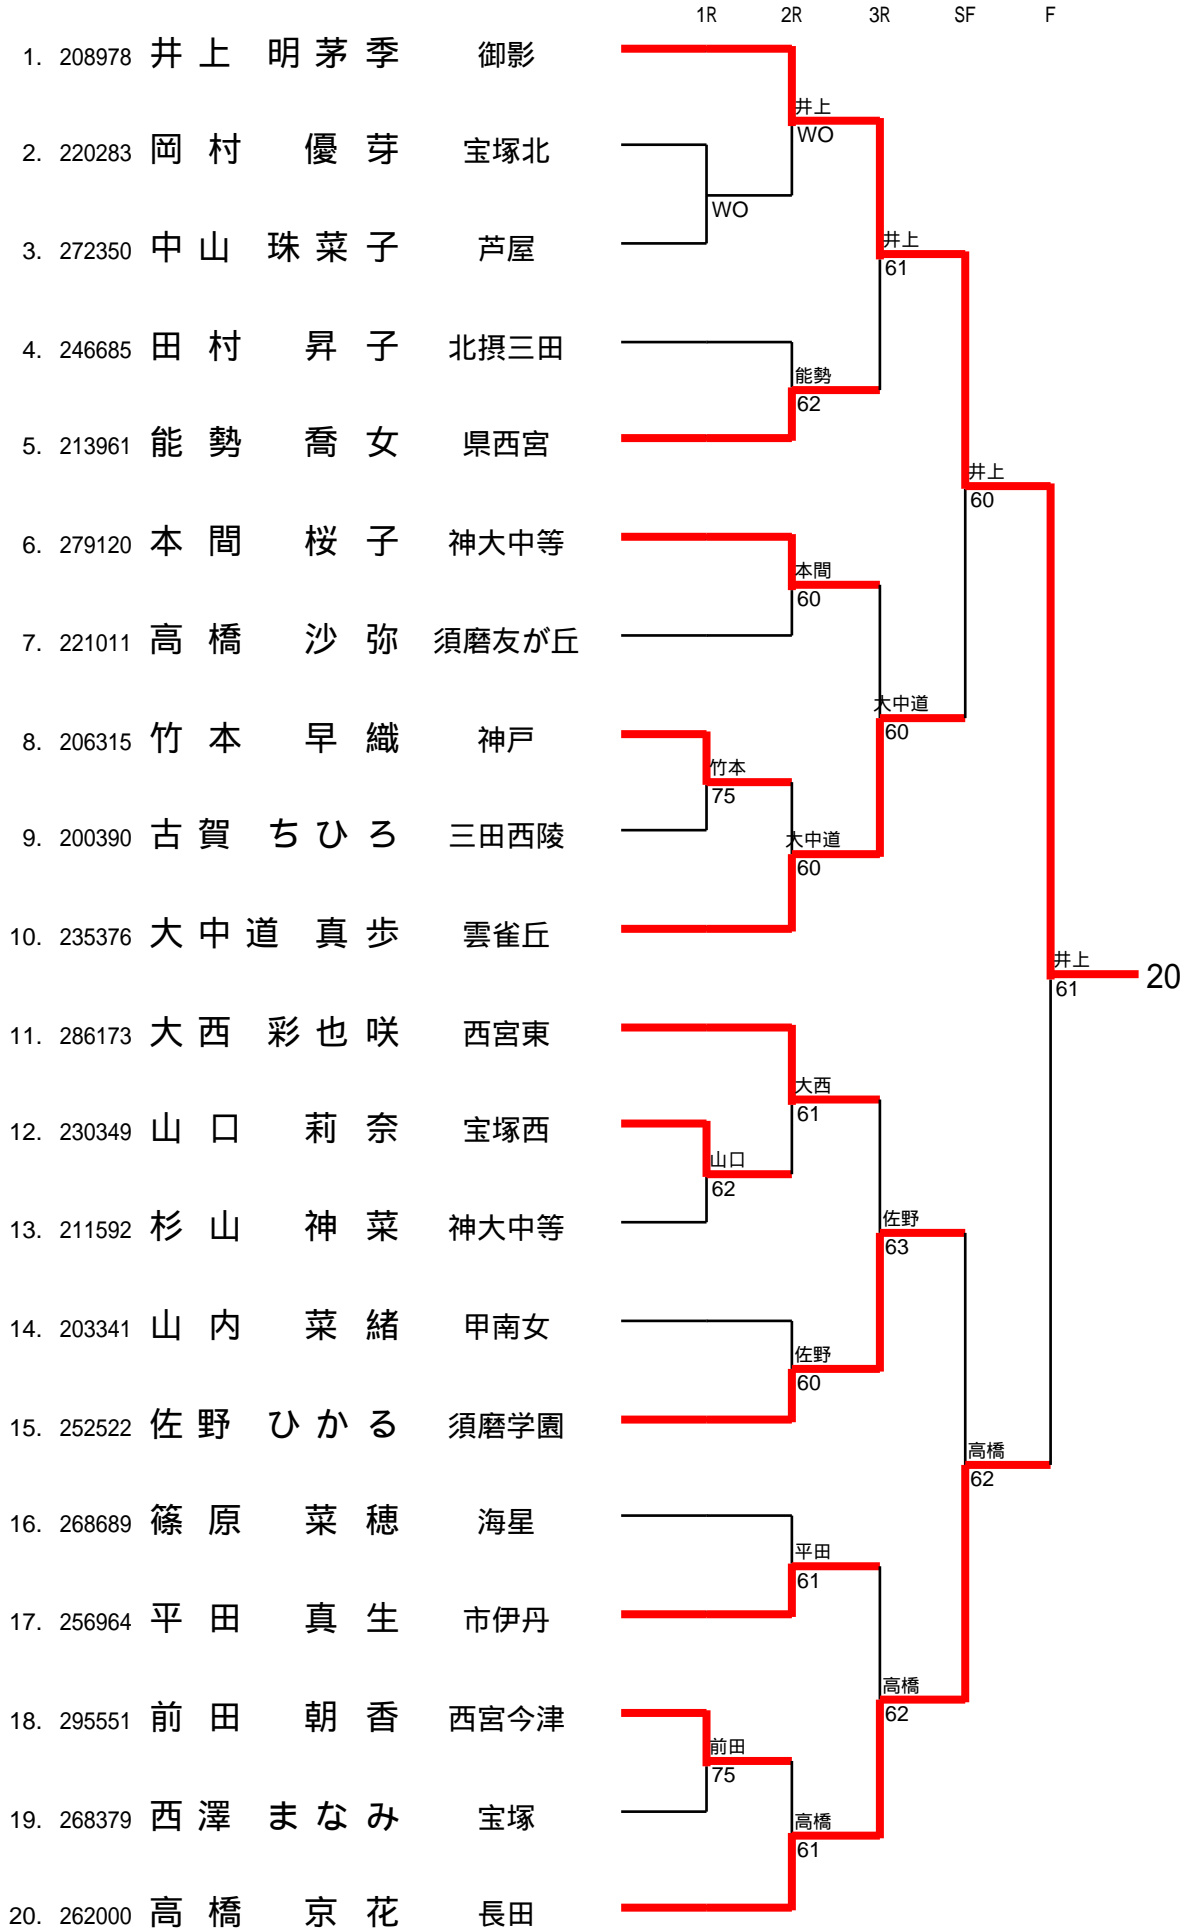 1R 2R 3R SF F
1. 208978 井上 明茅季 御影
井上
WO
2. 220283 岡村 優芽 宝塚北
WO
3. 272350 中山 珠菜子 芦屋
井上
61
4. 246685 田村 昇子 北摂三田
能勢
62
5. 213961 能勢 喬女 県西宮
井上
60
6. 279120 本間 桜子 神大中等
本間
60
7. 221011 高橋 沙弥 須磨友が丘
大中道
60
8. 206315 竹本 早織 神戸
竹本
75
9. 200390 古賀 ちひろ 三田西陵
大中道
60
10. 235376 大中道 真歩 雲雀丘
井上
61
20
11. 286173 大西 彩也咲 西宮東
大西
61
12. 230349 山口 莉奈 宝塚西
山口
62
13. 211592 杉山 神菜 神大中等
佐野
63
14. 203341 山内 菜緒 甲南女
佐野
60
15. 252522 佐野 ひかる 須磨学園
高橋
62
16. 268689 篠原 菜穂 海星
平田
61
17. 256964 平田 真生 市伊丹
高橋
62
18. 295551 前田 朝香 西宮今津
前田
75
19. 268379 西澤 まなみ 宝塚
高橋
61
20. 262000 高橋 京花 長田